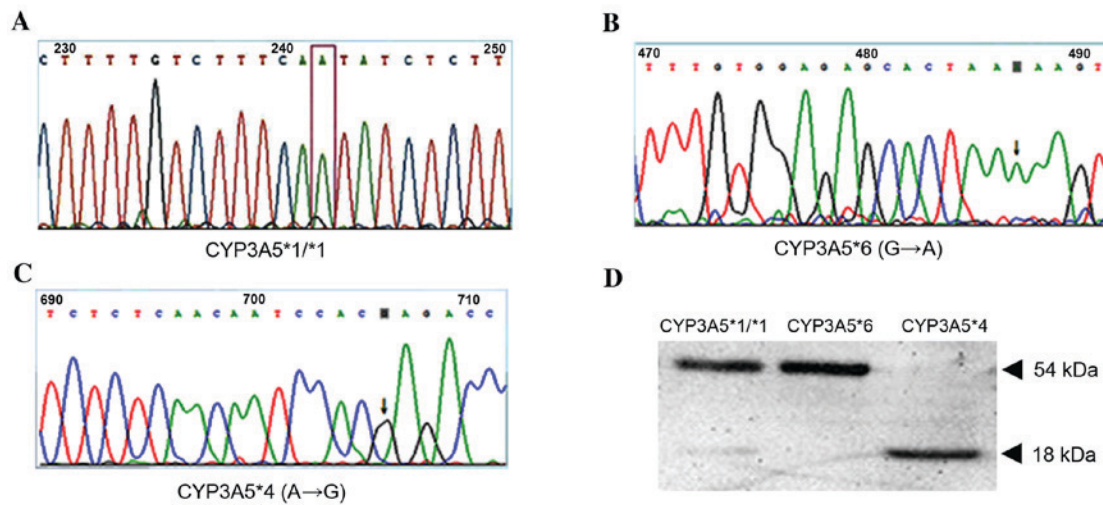 A
230 240 250
C T T T T G T C T T T C A A T A T C T C T T
CYP3A5*1/*1
B
470 480 490
T T T G T G G A G A G C A C T A A A A G T
CYP3A5*6 (G→A)
C
690 700 710
T C T C T C A A C A A T C C A C A G A C C
CYP3A5*4 (A→G)
D
CYP3A5*1/*1 CYP3A5*6 CYP3A5*4
54 kDa
18 kDa